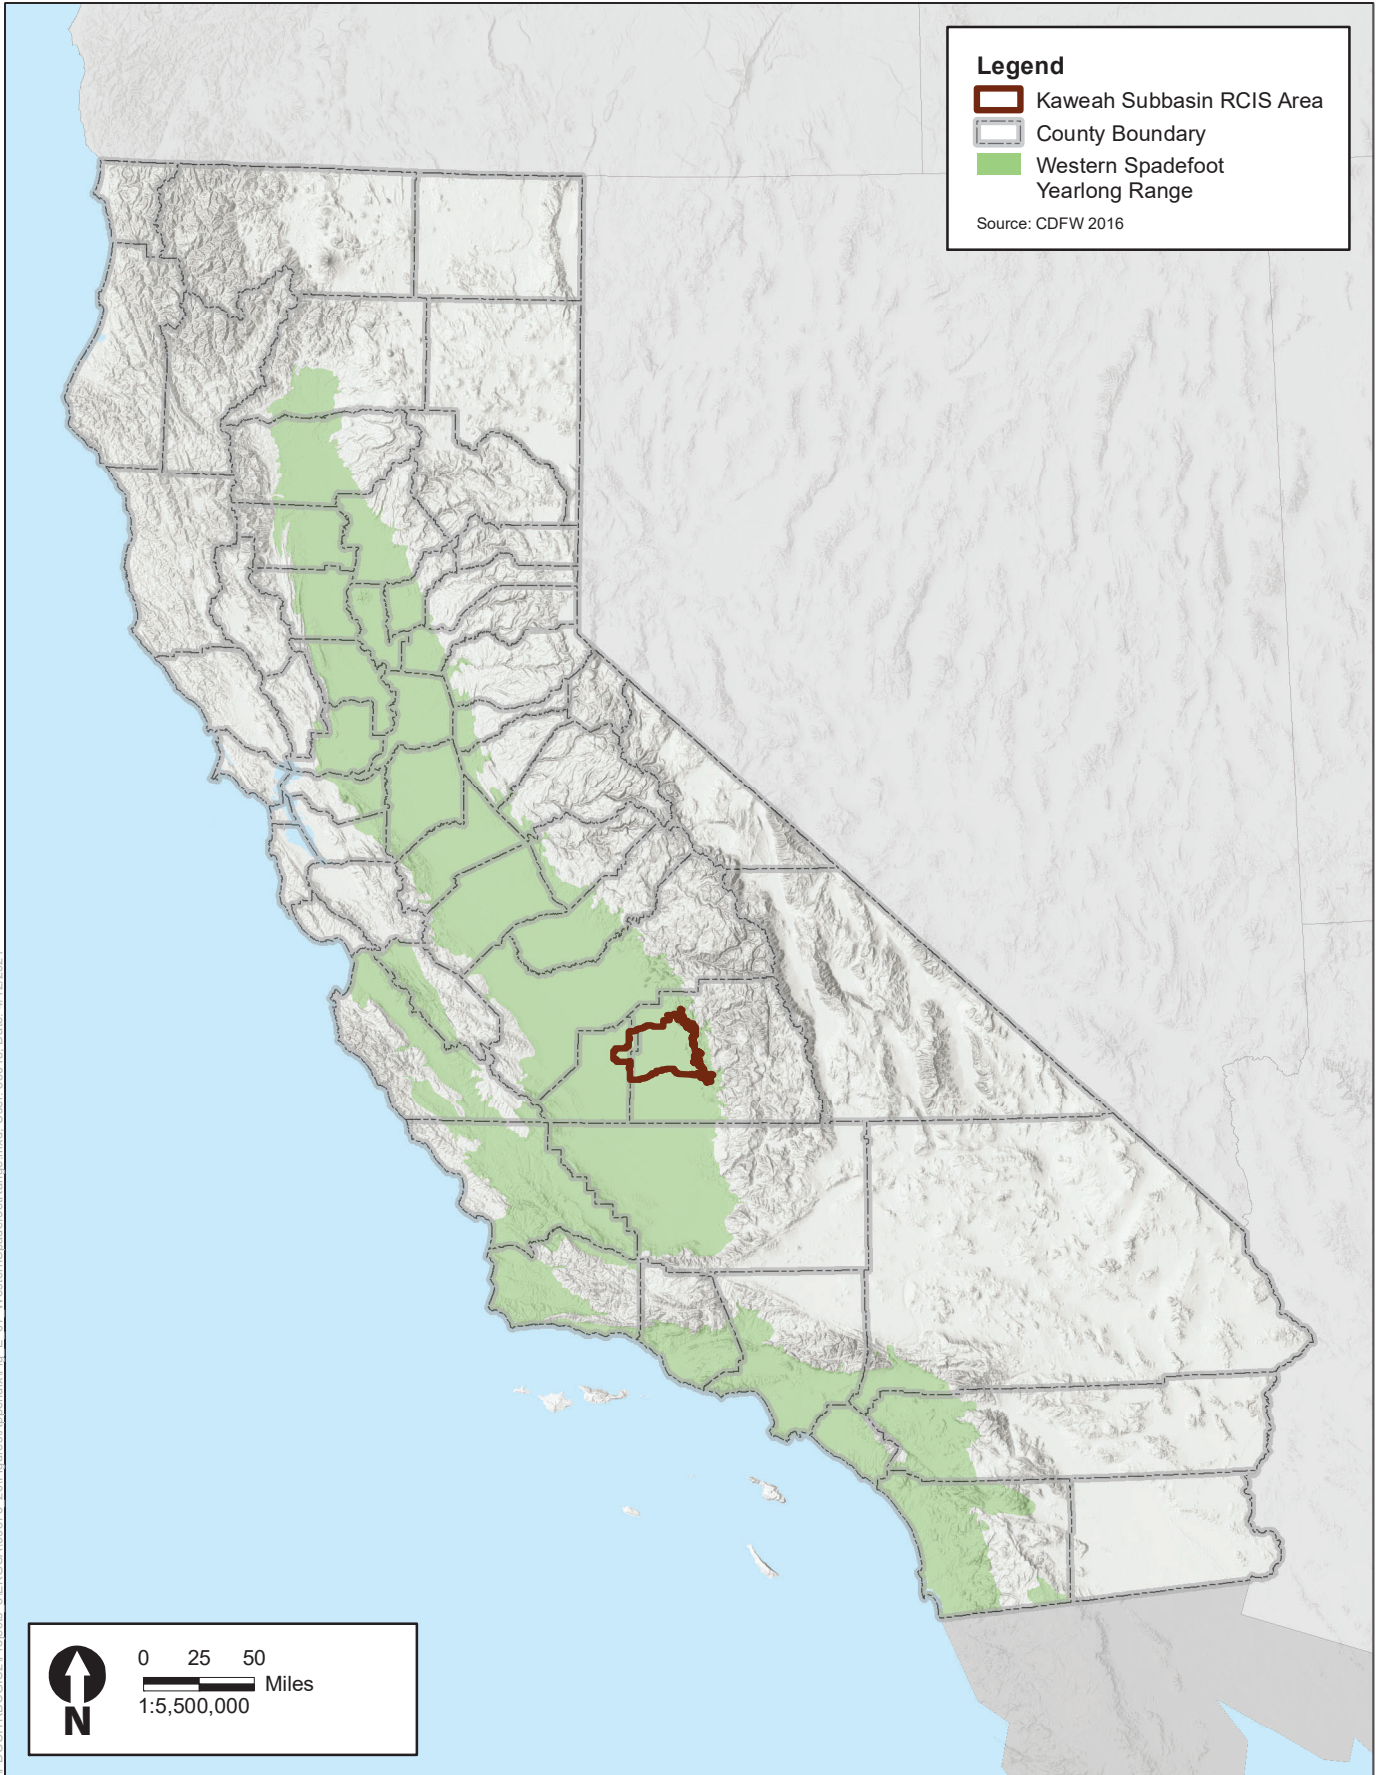 Legend
Kaweah Subbasin RCIS Area
County Boundary
Western Spadefoot
Yearlong Range
Source: CDFW 2016
0 25 50
Miles
1:5,500,000
N